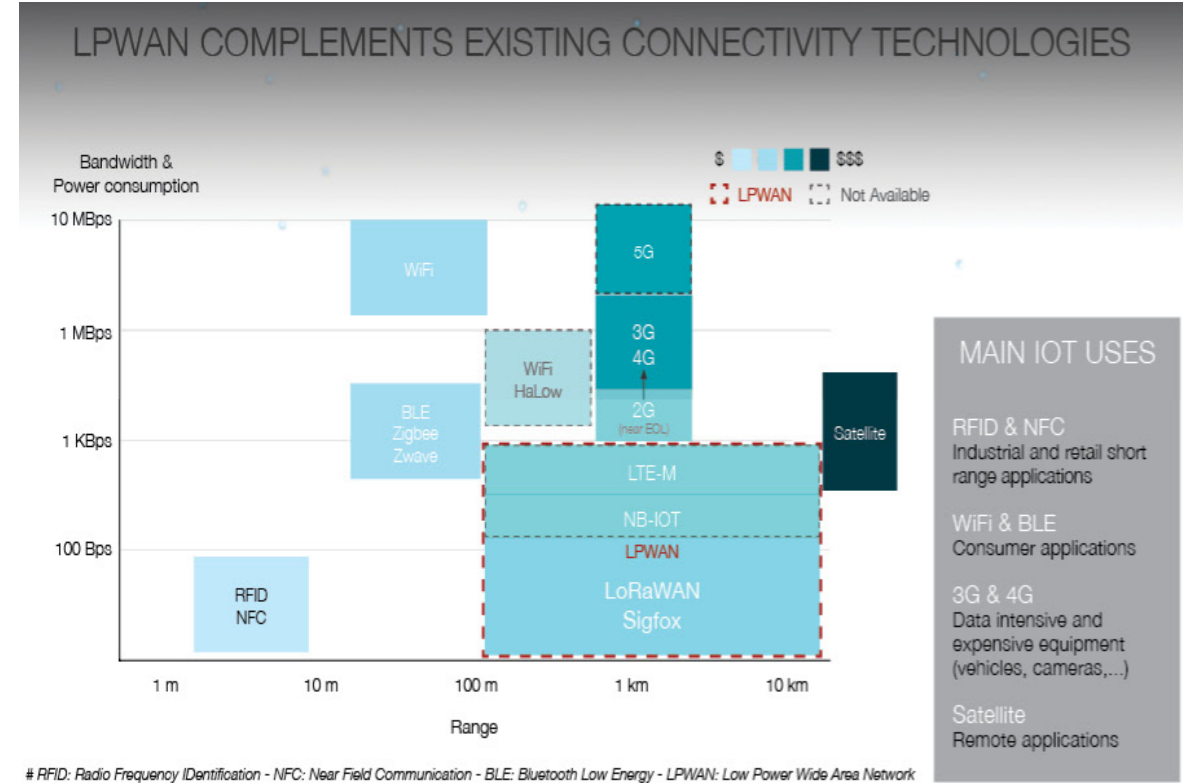 LPWAN COMPLEMENTS EXISTING CONNECTIVITY TECHNOLOGIES
Bandwidth &
Power consumption
$ $$$
LPWAN Not Available
10 MBps
1 MBps
1 KBps
100 Bps
WiFi
5G
3G
4G
WiFi
HaLow
2G
(near EOL)
BLE
Zigbee
Zwave
Satellite
LTE-M
NB-IOT
LPWAN
LoRaWAN
Sigfox
RFID
NFC
1 m 10 m 100 m 1 km 10 km
Range
MAIN IOT USES
RFID & NFC
Industrial and retail short
range applications
WiFi & BLE
Consumer applications
3G & 4G
Data intensive and
expensive equipment
(vehicles, cameras,...)
Satellite
Remote applications
# RFID: Radio Frequency IDentification - NFC: Near Field Communication - BLE: Bluetooth Low Energy - LPWAN: Low Power Wide Area Network